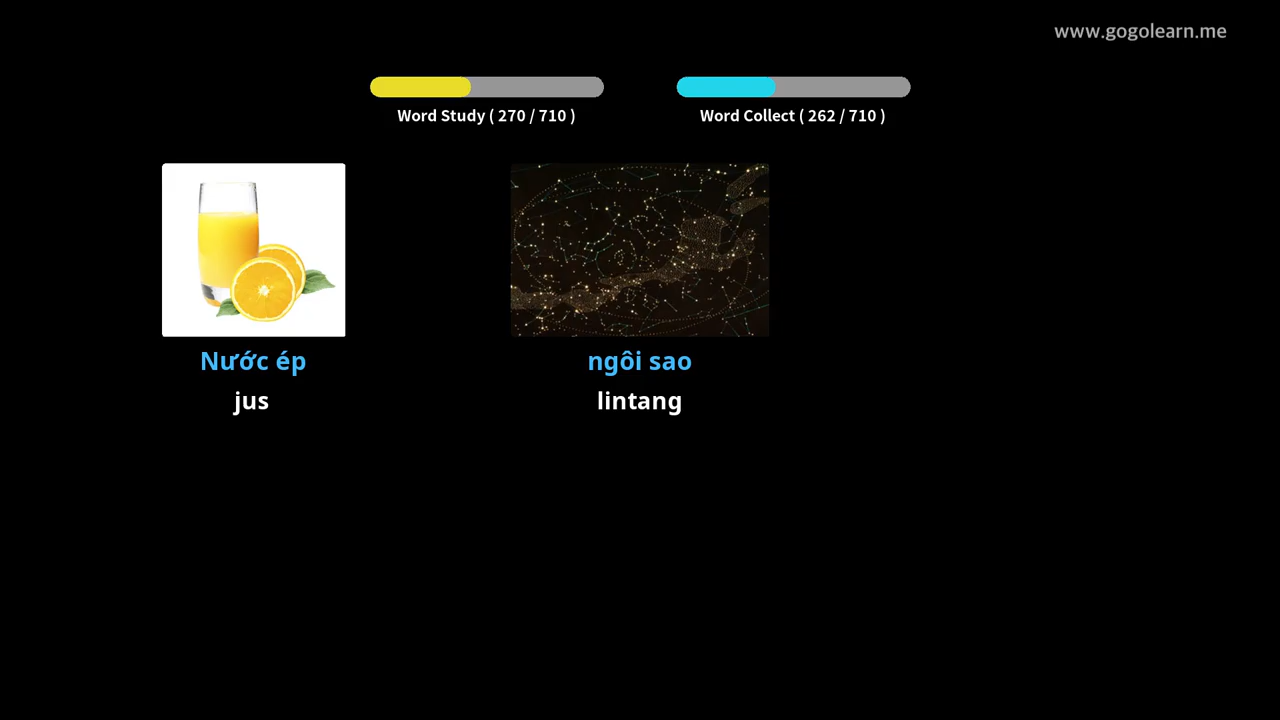 www.gogolearn.me
Word Study ( 270 / 710 )
Word Collect ( 262 / 710 )
Nước ép
jus
ngôi sao
lintang